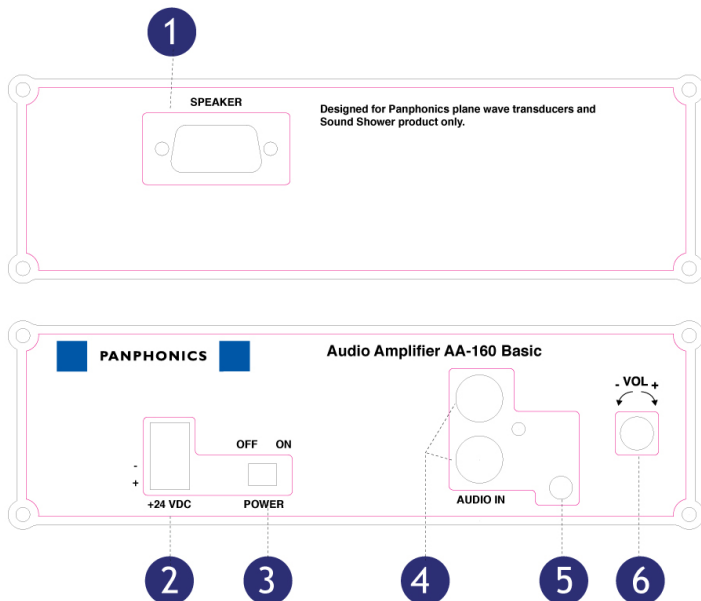 1
SPEAKER
Designed for Panphonics plane wave transducers and
Sound Shower product only.
PANPHONICS
Audio Amplifier AA-160 Basic
- VOL +
OFF ON
-
+
+24 VDC
POWER
AUDIO IN
2 3 4 5 6